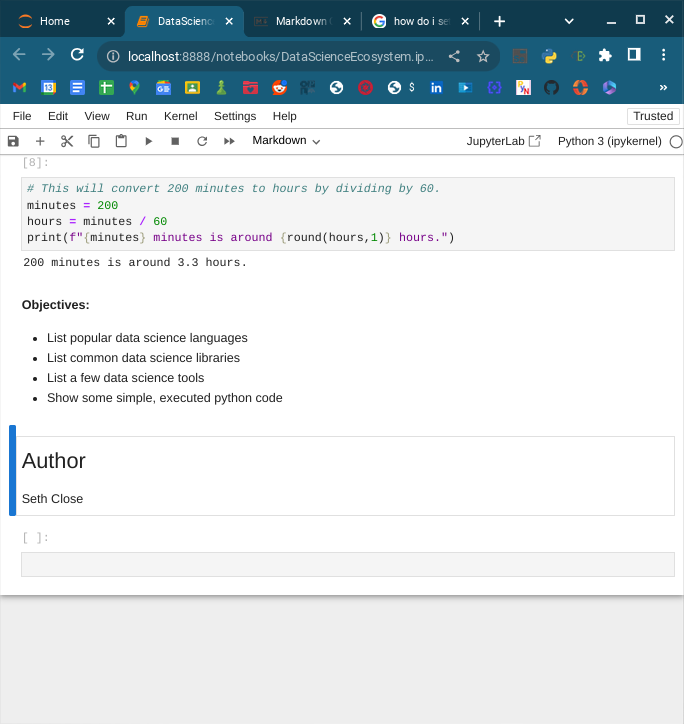 Home
DataScienc
Markdown
how do i se
localhost:8888/notebooks/DataScienceEcosystem.ip...
File Edit View Run Kernel Settings Help
Trusted
Markdown
JupyterLab
Python 3 (ipykernel)
[8]:
# This will convert 200 minutes to hours by dividing by 60.
minutes = 200
hours = minutes / 60
print(f"{minutes} minutes is around {round(hours,1)} hours.")
200 minutes is around 3.3 hours.
Objectives:
• List popular data science languages
• List common data science libraries
• List a few data science tools
• Show some simple, executed python code
Author
Seth Close
[ ]: